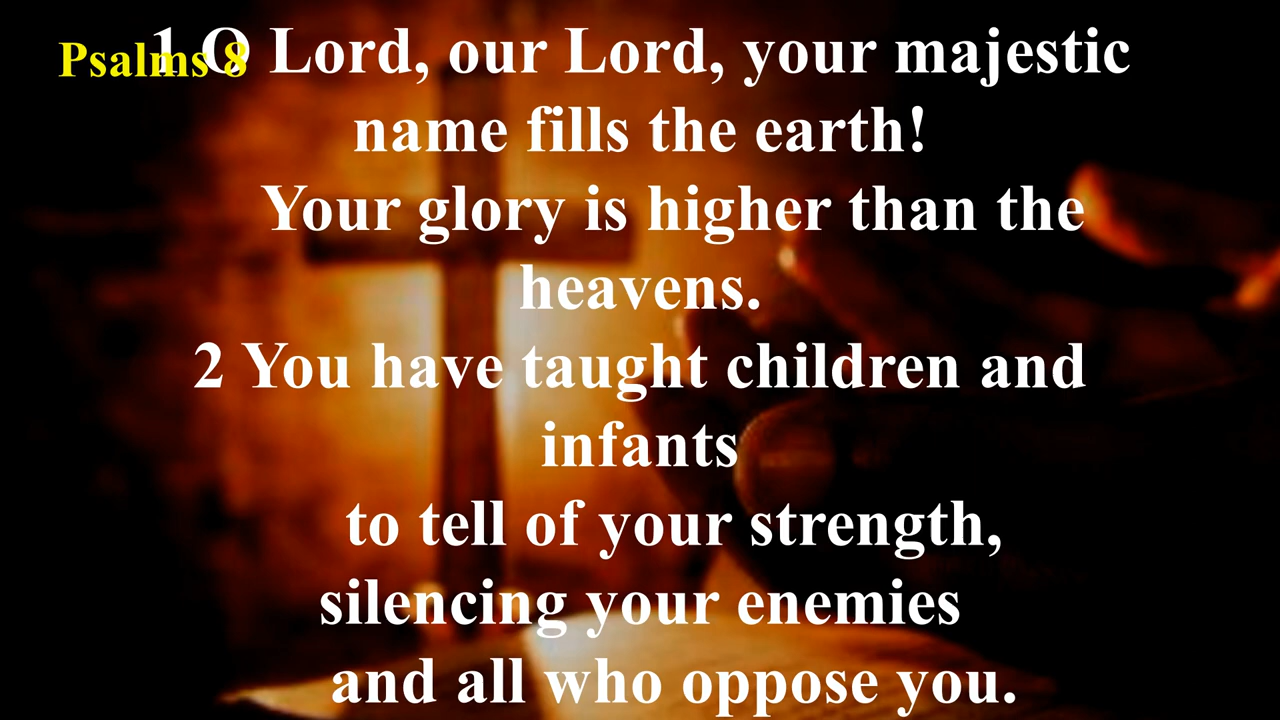 Psalms 8
1 O Lord, our Lord, your majestic
name fills the earth!
Your glory is higher than the
heavens.
2 You have taught children and
infants
to tell of your strength,
silencing your enemies
and all who oppose you.